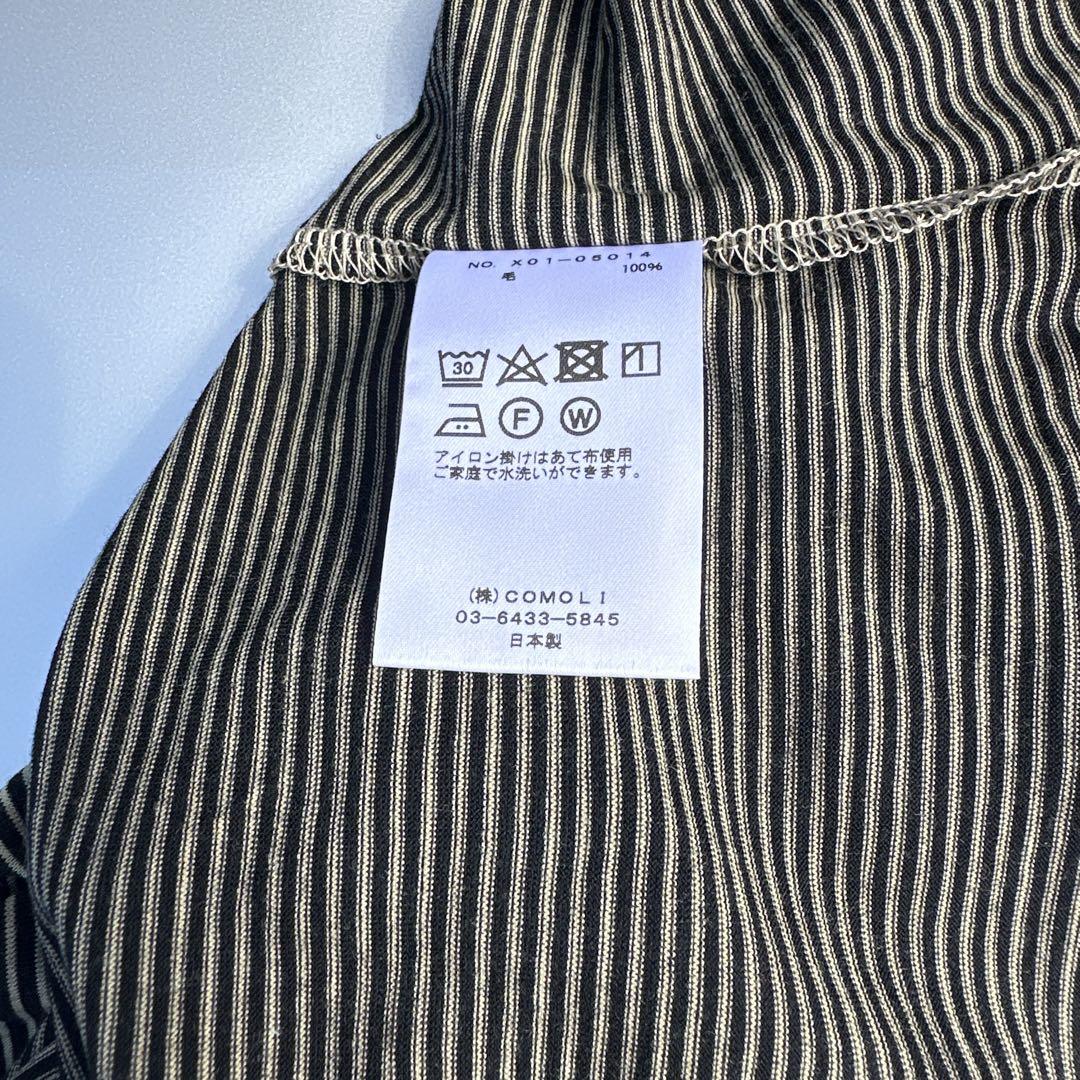 NO. X01-05014
毛 100%
30
F W
アイロン掛けはあて布使用
ご家庭で水洗いができます。
(株)COMOLI
03-6433-5845
日本製